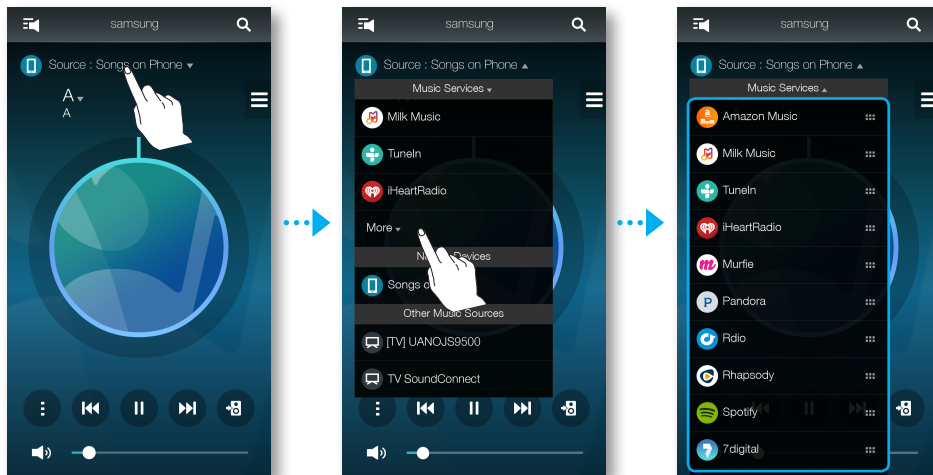 samsung
Source : Songs on Phone
A
A
samsung
Source : Songs on Phone
Music Services
Milk Music
TuneIn
iHeartRadio
More
Devices
Songs
Other Music Sources
[TV] UANOJS9500
TV SoundConnect
samsung
Source : Songs on Phone
Music Services
a
Amazon Music
Milk Music
TuneIn
iHeartRadio
m
Murfie
P
Pandora
Rdio
Rhapsody
Spotify
7
7digital